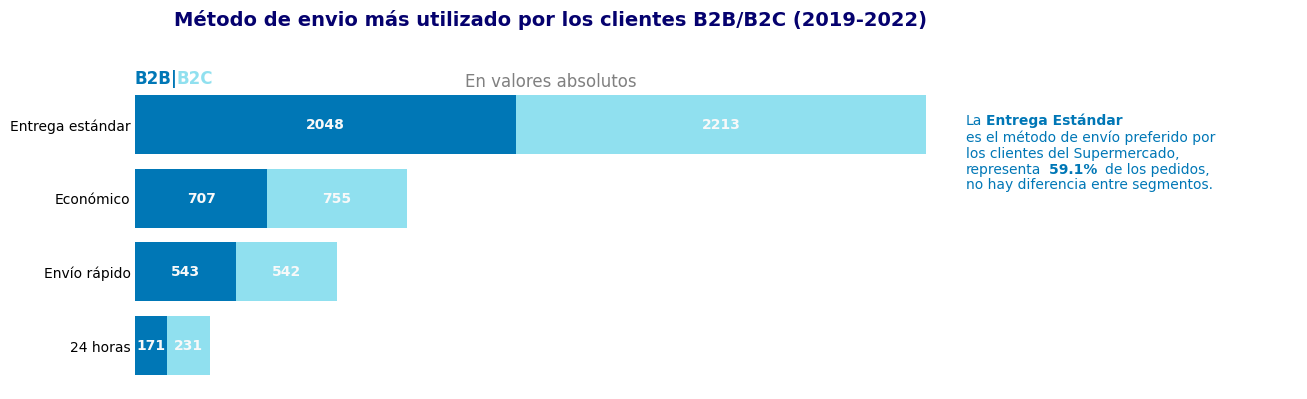 Método de envio más utilizado por los clientes B2B/B2C (2019-2022)
B2B|B2C
En valores absolutos
Entrega estándar 2048 2213
Económico 707 755
Envío rápido 543 542
24 horas 171 231
La Entrega Estándar
es el método de envío preferido por
los clientes del Supermercado,
representa 59.1% de los pedidos,
no hay diferencia entre segmentos.